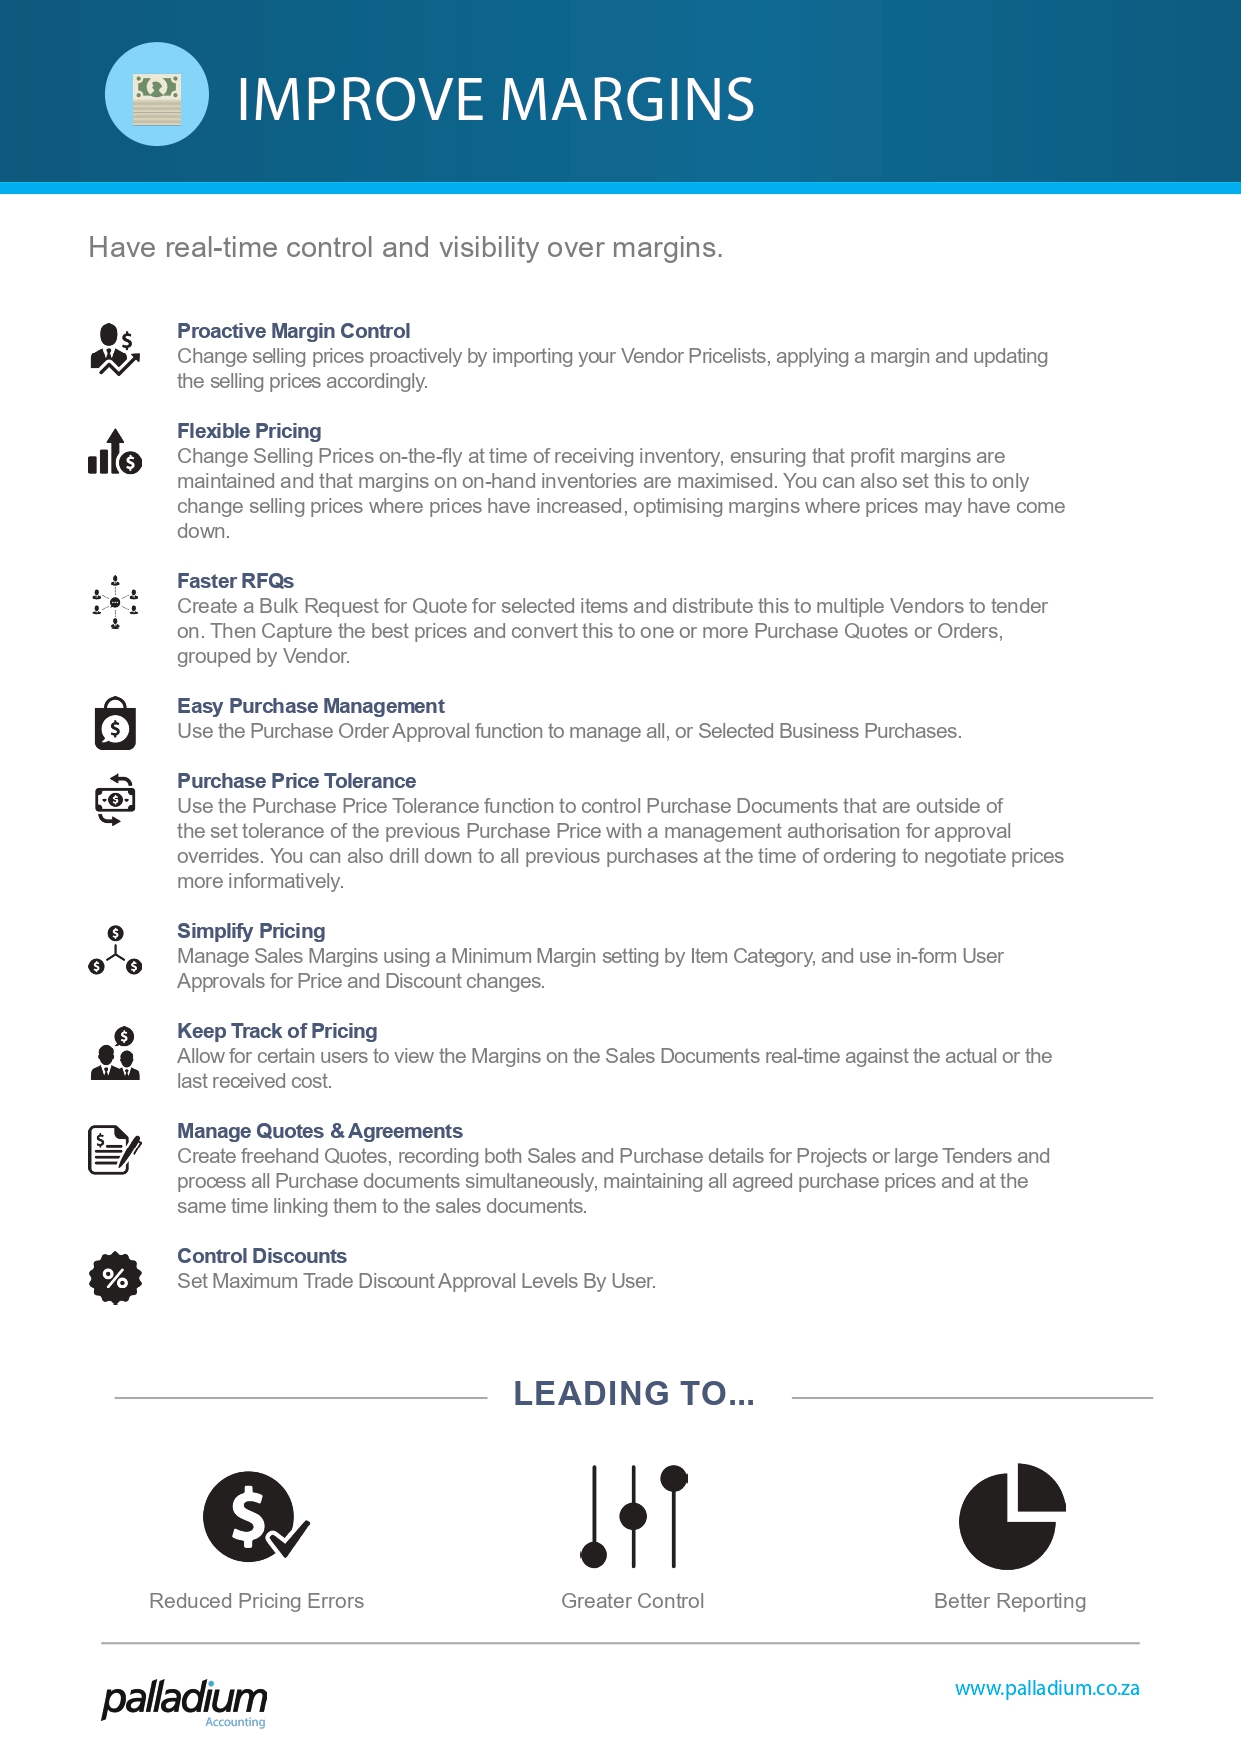 IMPROVE MARGINS
Have real-time control and visibility over margins.
Proactive Margin Control
Change selling prices proactively by importing your Vendor Pricelists, applying a margin and updating
the selling prices accordingly.
Flexible Pricing
Change Selling Prices on-the-fly at time of receiving inventory, ensuring that profit margins are
maintained and that margins on on-hand inventories are maximised. You can also set this to only
change selling prices where prices have increased, optimising margins where prices may have come
down.
Faster RFQs
Create a Bulk Request for Quote for selected items and distribute this to multiple Vendors to tender
on. Then Capture the best prices and convert this to one or more Purchase Quotes or Orders,
grouped by Vendor.
Easy Purchase Management
Use the Purchase Order Approval function to manage all, or Selected Business Purchases.
Purchase Price Tolerance
Use the Purchase Price Tolerance function to control Purchase Documents that are outside of
the set tolerance of the previous Purchase Price with a management authorisation for approval
overrides. You can also drill down to all previous purchases at the time of ordering to negotiate prices
more informatively.
Simplify Pricing
Manage Sales Margins using a Minimum Margin setting by Item Category, and use in-form User
Approvals for Price and Discount changes.
Keep Track of Pricing
Allow for certain users to view the Margins on the Sales Documents real-time against the actual or the
last received cost.
Manage Quotes & Agreements
Create freehand Quotes, recording both Sales and Purchase details for Projects or large Tenders and
process all Purchase documents simultaneously, maintaining all agreed purchase prices and at the
same time linking them to the sales documents.
Control Discounts
Set Maximum Trade Discount Approval Levels By User.
LEADING TO...
Reduced Pricing Errors
Greater Control
Better Reporting
palladium
Accounting
www.palladium.co.za